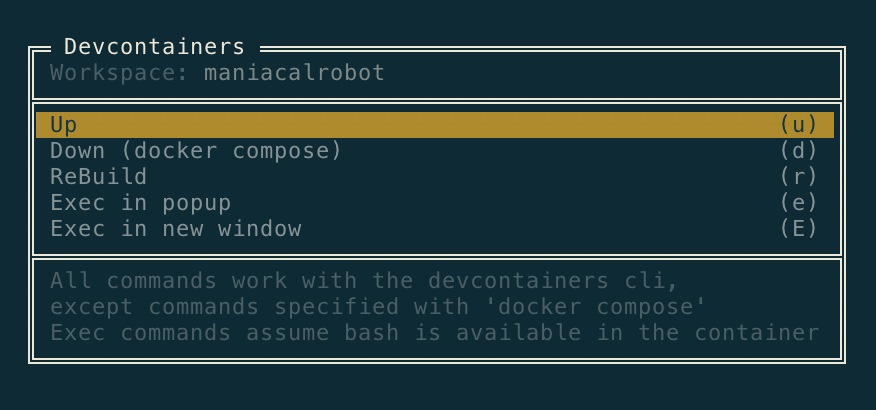 Devcontainers
Workspace: maniacalrobot
Up (u)
Down (docker compose) (d)
ReBuild (r)
Exec in popup (e)
Exec in new window (E)
All commands work with the devcontainers cli,
except commands specified with 'docker compose'
Exec commands assume bash is available in the container